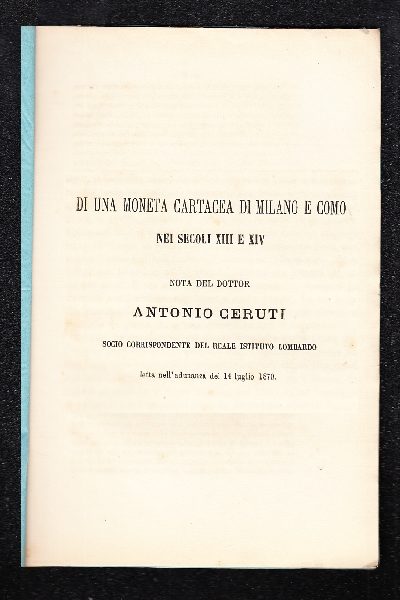 DI UNA MONETA CARTACEA DI MILANO E COMO
NEI SECOLI XIII E XIV
NOTA DEL DOTTOR
ANTONIO CERUTI
SOCIO CORRISPONDENTE DEL REALE ISTITUTO LOMBARDO
letta nell'adunanza del 14 luglio 1870.